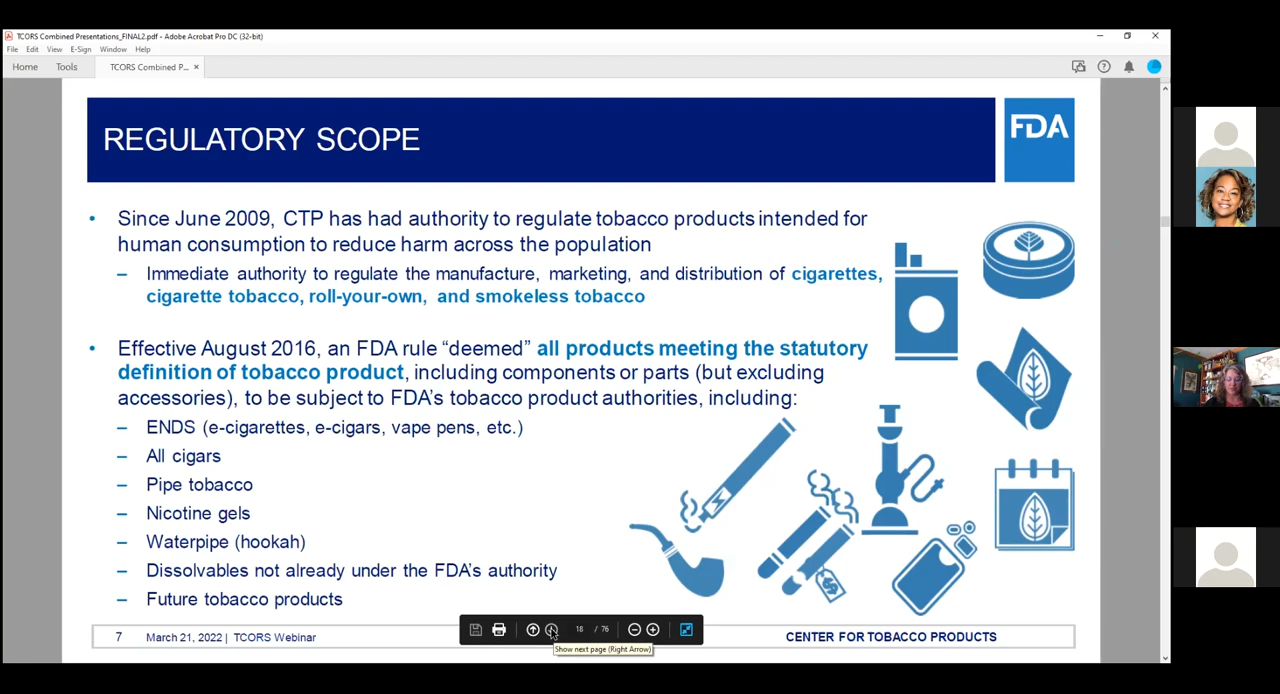 TCORS Combined Presentations_FINAL2.pdf - Adobe Acrobat Pro DC (32-bit)
File Edit View E-Sign Window Help
Home Tools TCORS Combined P... ×
REGULATORY SCOPE
FDA
• Since June 2009, CTP has had authority to regulate tobacco products intended for
human consumption to reduce harm across the population
– Immediate authority to regulate the manufacture, marketing, and distribution of cigarettes,
cigarette tobacco, roll-your-own, and smokeless tobacco
• Effective August 2016, an FDA rule “deemed” all products meeting the statutory
definition of tobacco product, including components or parts (but excluding
accessories), to be subject to FDA’s tobacco product authorities, including:
– ENDS (e-cigarettes, e-cigars, vape pens, etc.)
– All cigars
– Pipe tobacco
– Nicotine gels
– Waterpipe (hookah)
– Dissolvables not already under the FDA’s authority
– Future tobacco products
7 March 21, 2022 | TCORS Webinar
18 / 76
CENTER FOR TOBACCO PRODUCTS
Show next page (Right Arrow)